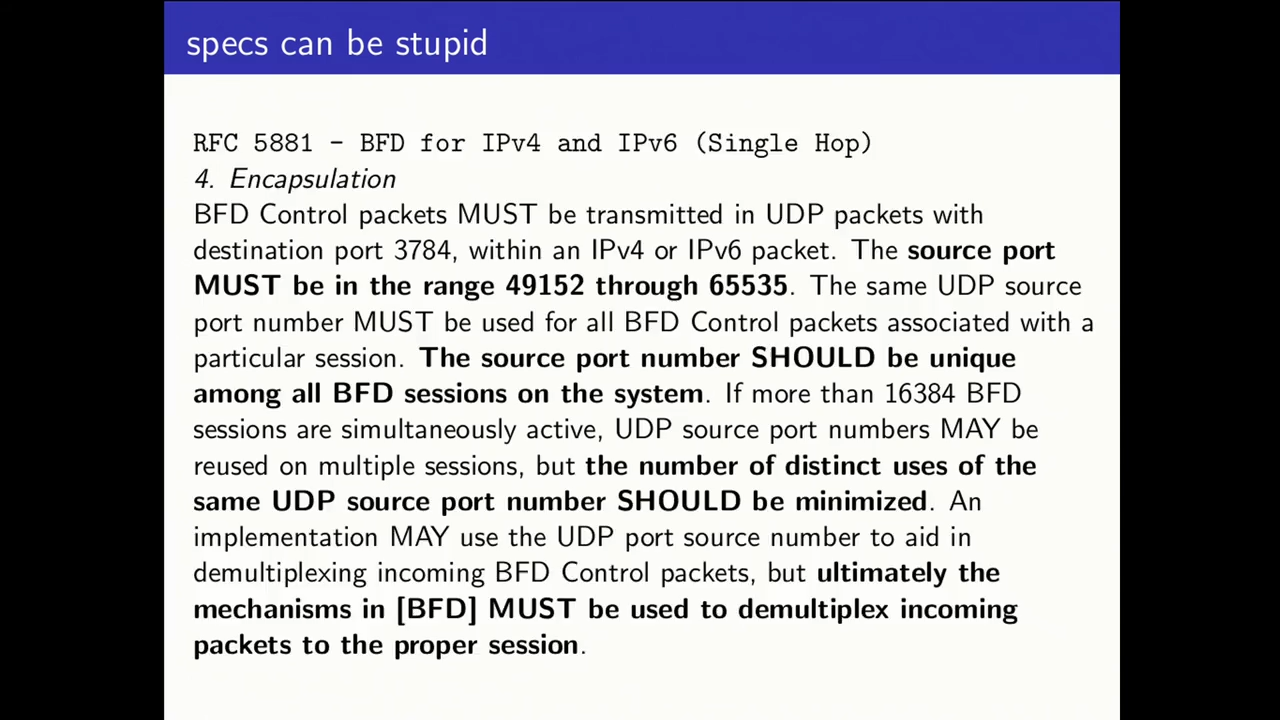 specs can be stupid
RFC 5881 - BFD for IPv4 and IPv6 (Single Hop)
4. Encapsulation
BFD Control packets MUST be transmitted in UDP packets with
destination port 3784, within an IPv4 or IPv6 packet. The source port
MUST be in the range 49152 through 65535. The same UDP source
port number MUST be used for all BFD Control packets associated with a
particular session. The source port number SHOULD be unique
among all BFD sessions on the system. If more than 16384 BFD
sessions are simultaneously active, UDP source port numbers MAY be
reused on multiple sessions, but the number of distinct uses of the
same UDP source port number SHOULD be minimized. An
implementation MAY use the UDP port source number to aid in
demultiplexing incoming BFD Control packets, but ultimately the
mechanisms in [BFD] MUST be used to demultiplex incoming
packets to the proper session.